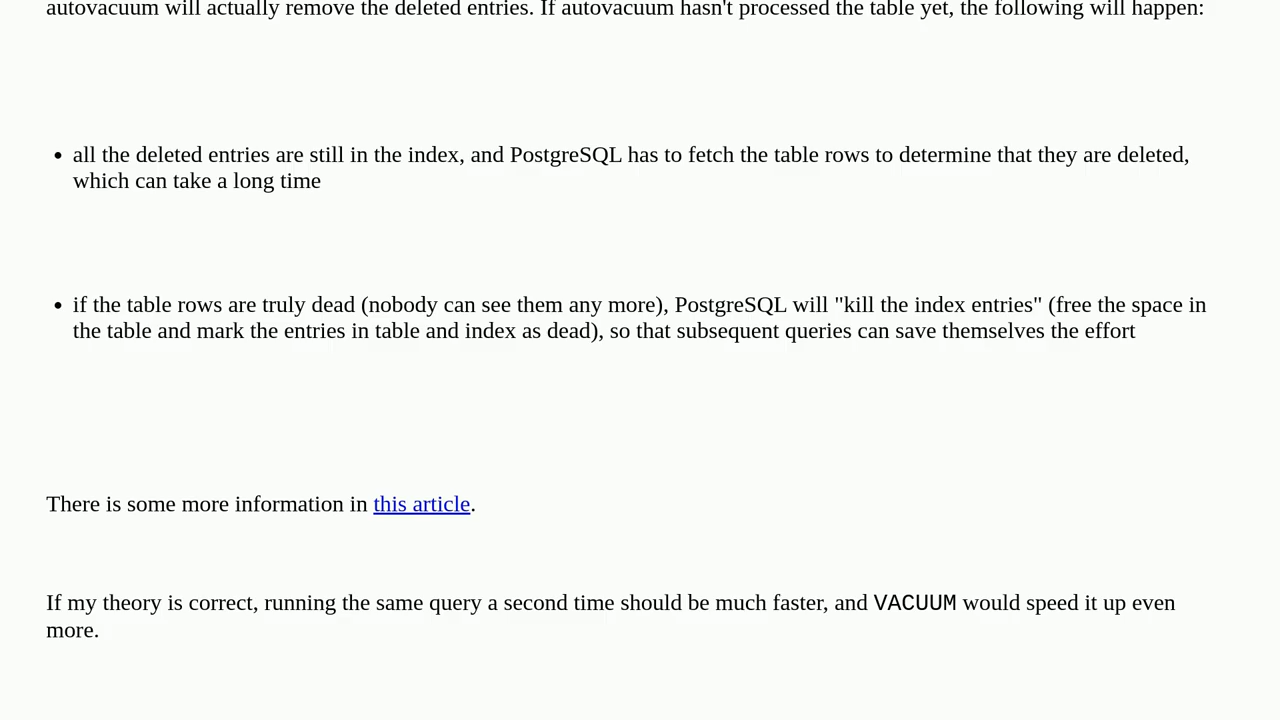 autovacuum will actually remove the deleted entries. If autovacuum hasn't processed the table yet, the following will happen:
• all the deleted entries are still in the index, and PostgreSQL has to fetch the table rows to determine that they are deleted,
which can take a long time
• if the table rows are truly dead (nobody can see them any more), PostgreSQL will "kill the index entries" (free the space in
the table and mark the entries in table and index as dead), so that subsequent queries can save themselves the effort
There is some more information in this article.
If my theory is correct, running the same query a second time should be much faster, and VACUUM would speed it up even
more.